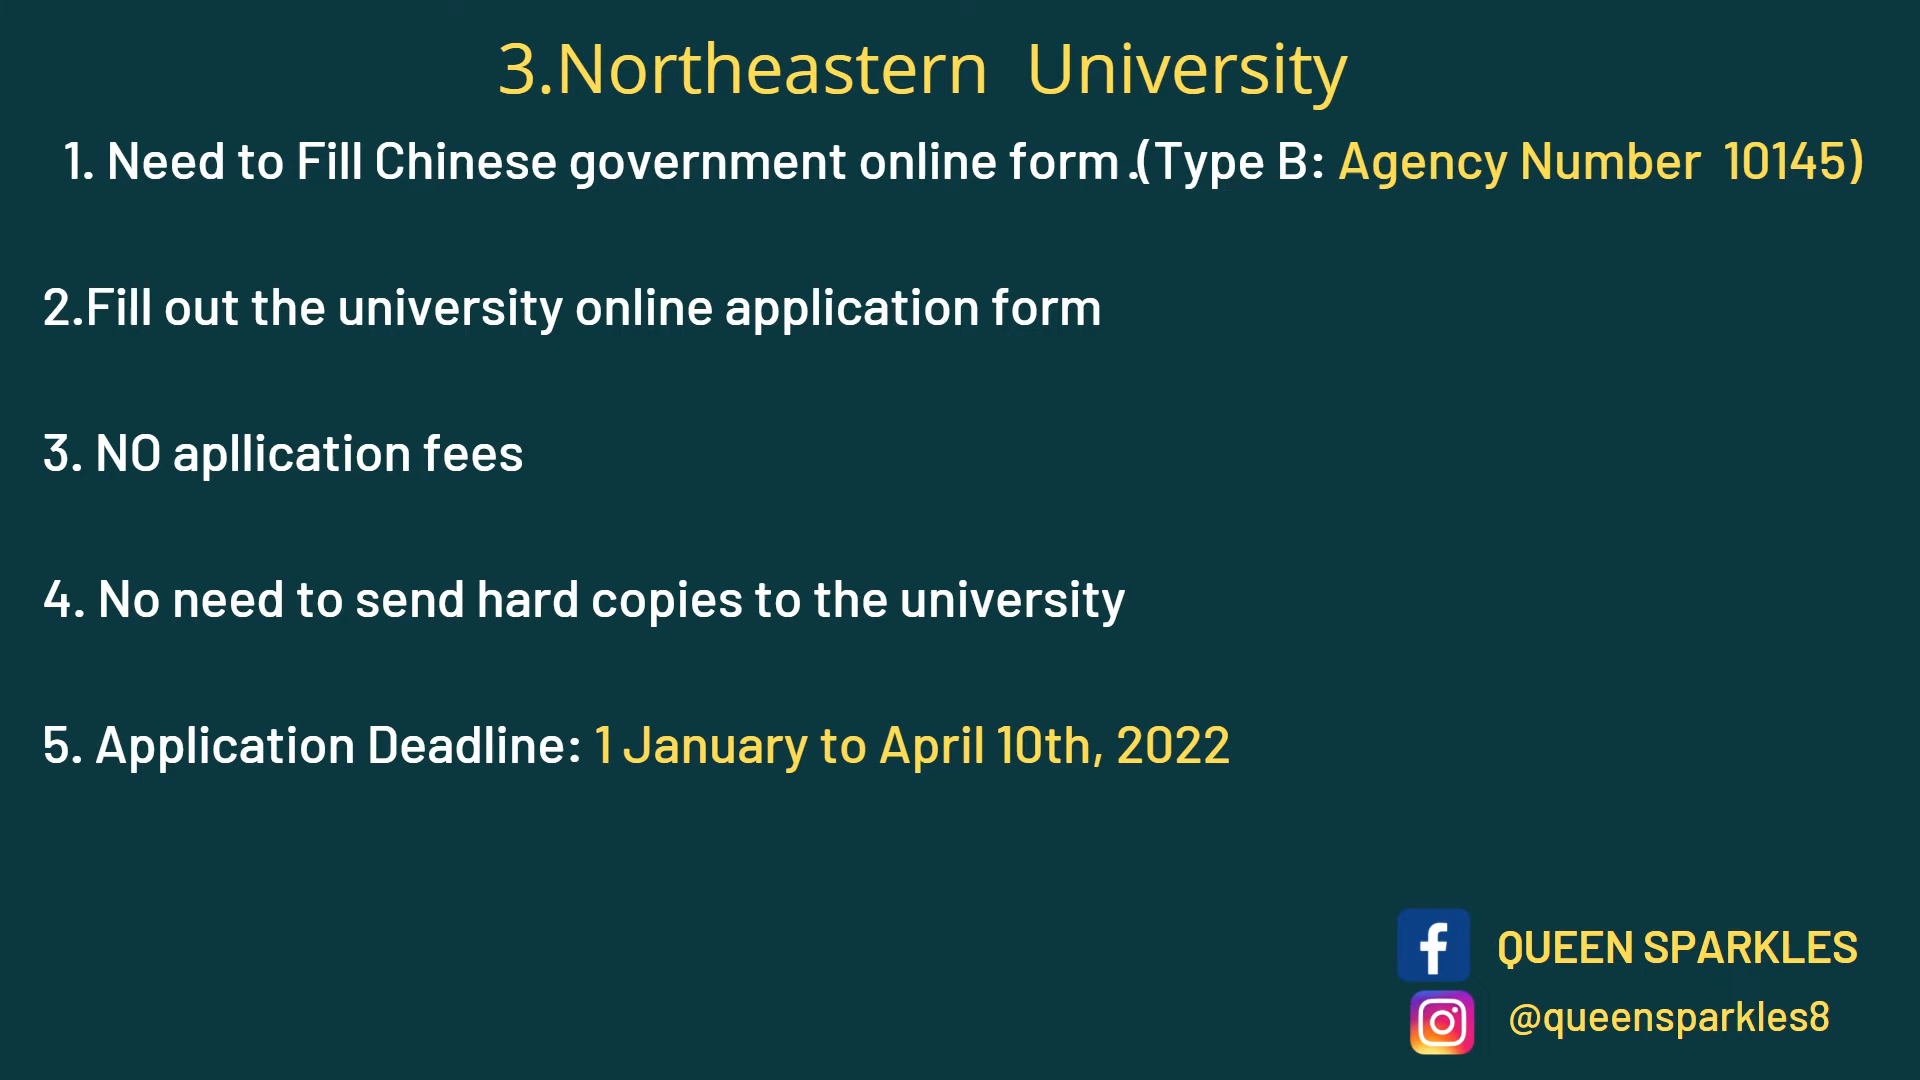 3.Northeastern University
1. Need to Fill Chinese government online form .(Type B: Agency Number 10145)
2.Fill out the university online application form
3. NO apllication fees
4. No need to send hard copies to the university
5. Application Deadline: 1 January to April 10th, 2022
QUEEN SPARKLES
@queensparkles8